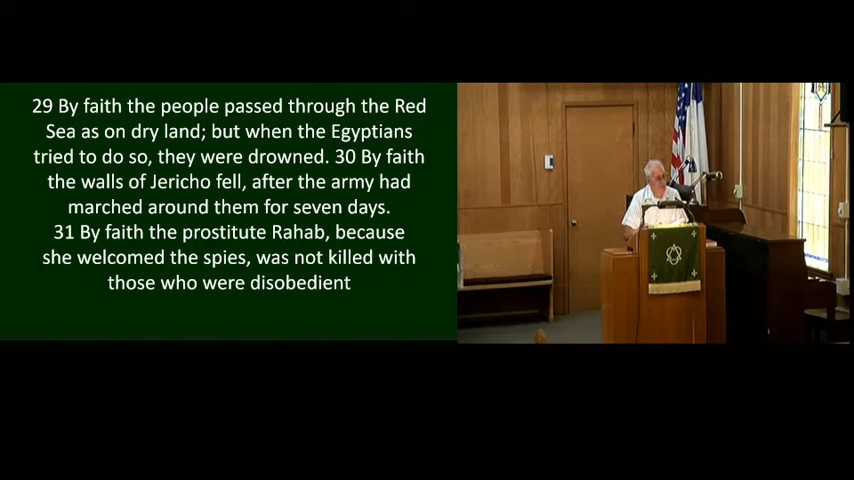 29 By faith the people passed through the Red
Sea as on dry land; but when the Egyptians
tried to do so, they were drowned. 30 By faith
the walls of Jericho fell, after the army had
marched around them for seven days.
31 By faith the prostitute Rahab, because
she welcomed the spies, was not killed with
those who were disobedient